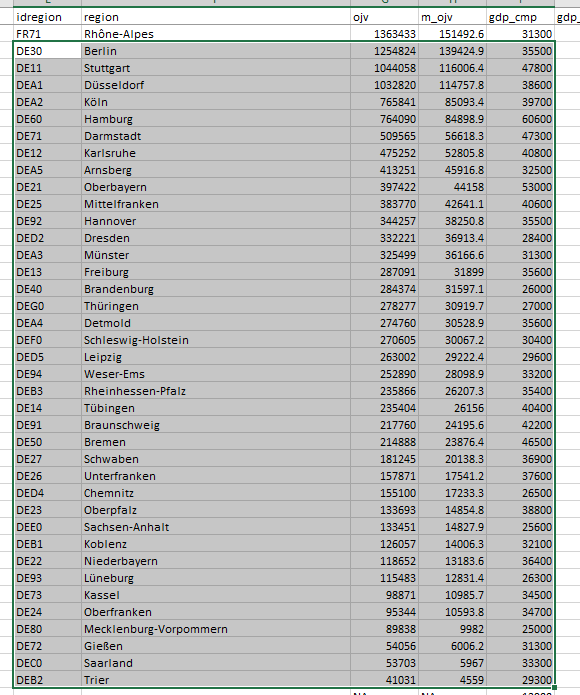 idregion region ojv m_ojv gdp_cmp gdp_
FR71 Rhône-Alpes 1363433 151492.6 31300
DE30 Berlin 1254824 139424.9 35500
DE11 Stuttgart 1044058 116006.4 47800
DEA1 Düsseldorf 1032820 114757.8 38600
DEA2 Köln 765841 85093.4 39700
DE60 Hamburg 764090 84898.9 60600
DE71 Darmstadt 509565 56618.3 47300
DE12 Karlsruhe 475252 52805.8 40800
DEA5 Arnsberg 413251 45916.8 32500
DE21 Oberbayern 397422 44158 53000
DE25 Mittelfranken 383770 42641.1 40600
DE92 Hannover 344257 38250.8 35500
DED2 Dresden 332221 36913.4 28400
DEA3 Münster 325499 36166.6 31300
DE13 Freiburg 287091 31899 35600
DE40 Brandenburg 284374 31597.1 26000
DEG0 Thüringen 278277 30919.7 27000
DEA4 Detmold 274760 30528.9 35600
DEF0 Schleswig-Holstein 270605 30067.2 30400
DED5 Leipzig 263002 29222.4 29600
DE94 Weser-Ems 252890 28098.9 33200
DEB3 Rheinhessen-Pfalz 235866 26207.3 35400
DE14 Tübingen 235404 26156 40400
DE91 Braunschweig 217760 24195.6 42200
DE50 Bremen 214888 23876.4 46500
DE27 Schwaben 181245 20138.3 36900
DE26 Unterfranken 157871 17541.2 37600
DED4 Chemnitz 155100 17233.3 26500
DE23 Oberpfalz 133693 14854.8 38800
DEE0 Sachsen-Anhalt 133451 14827.9 25600
DEB1 Koblenz 126057 14006.3 32100
DE22 Niederbayern 118652 13183.6 36400
DE93 Lüneburg 115483 12831.4 26300
DE73 Kassel 98871 10985.7 34500
DE24 Oberfranken 95344 10593.8 34700
DE80 Mecklenburg-Vorpommern 89838 9982 25000
DE72 Gießen 54056 6006.2 31300
DEC0 Saarland 53703 5967 33300
DEB2 Trier 41031 4559 29300